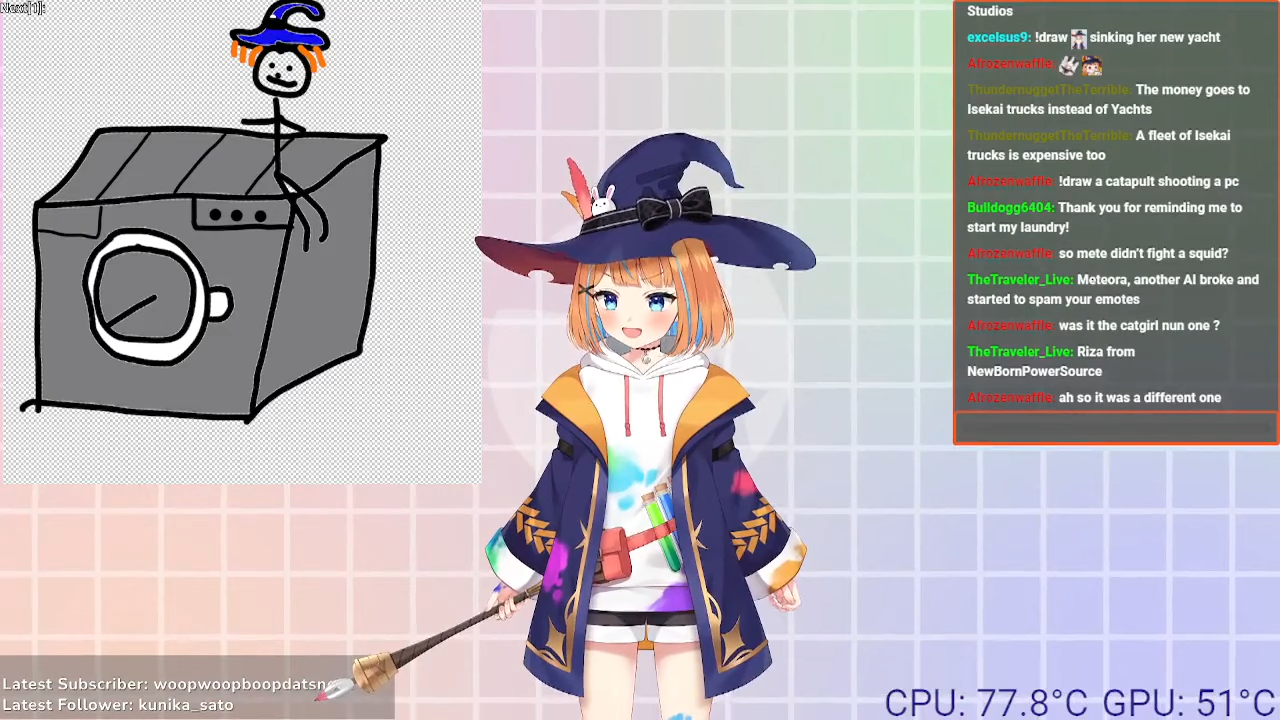 Next[1]:
Studios
excelsus9: !draw sinking her new yacht
Afrozenwaffle:
ThundernuggetTheTerrible: The money goes to
Isekai trucks instead of Yachts
ThundernuggetTheTerrible: A fleet of Isekai
trucks is expensive too
Afrozenwaffle: !draw a catapult shooting a pc
Bulldogg6404: Thank you for reminding me to
start my laundry!
Afrozenwaffle: so mete didn't fight a squid?
TheTraveler_Live: Meteora, another AI broke and
started to spam your emotes
Afrozenwaffle: was it the catgirl nun one ?
TheTraveler_Live: Riza from
NewBornPowerSource
Afrozenwaffle: ah so it was a different one
Latest Subscriber: woopwoopboopdatsn
Latest Follower: kunika_sato
CPU: 77.8°C GPU: 51°C